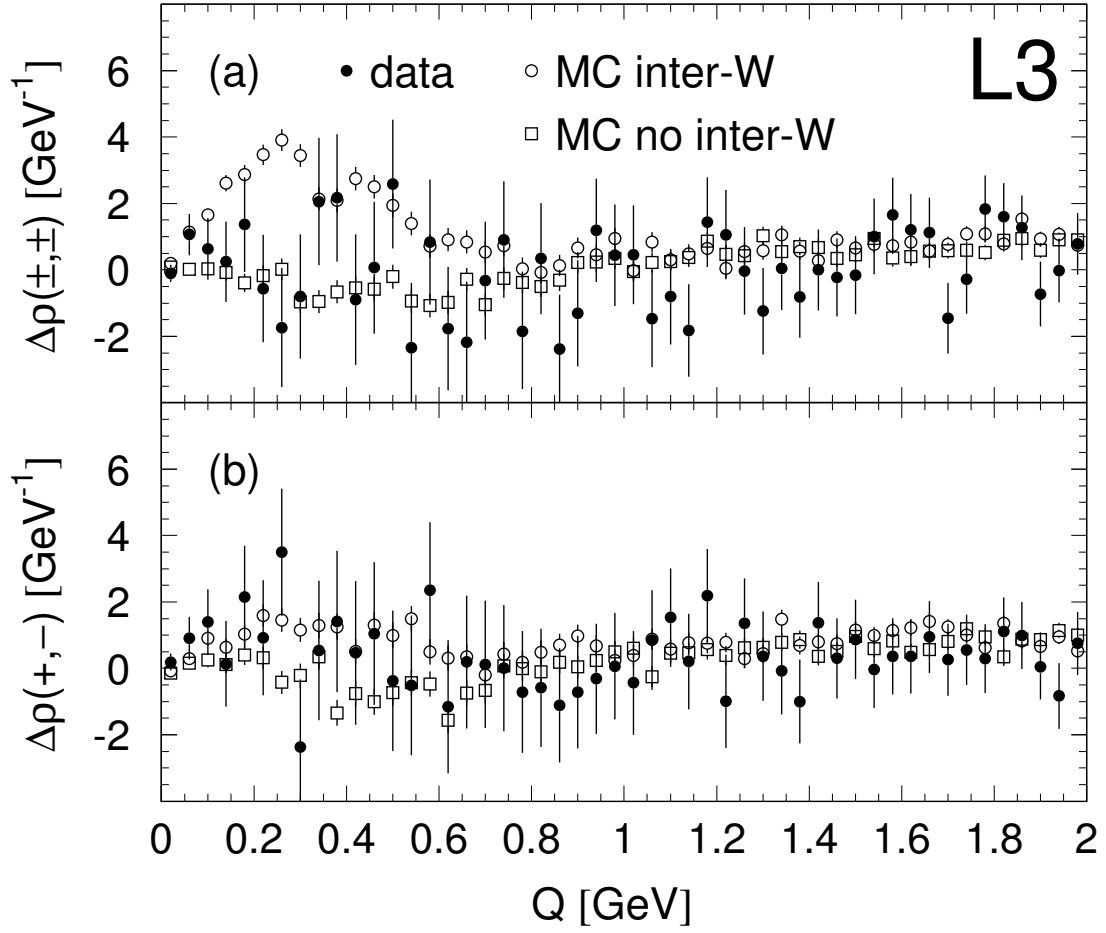 L3
(a) ● data ○ MC inter-W
□ MC no inter-W
Δρ(±,±) [GeV⁻¹]
6
4
2
0
-2
(b)
Δρ(+,−) [GeV⁻¹]
6
4
2
0
-2
0 0.2 0.4 0.6 0.8 1 1.2 1.4 1.6 1.8 2
Q [GeV]